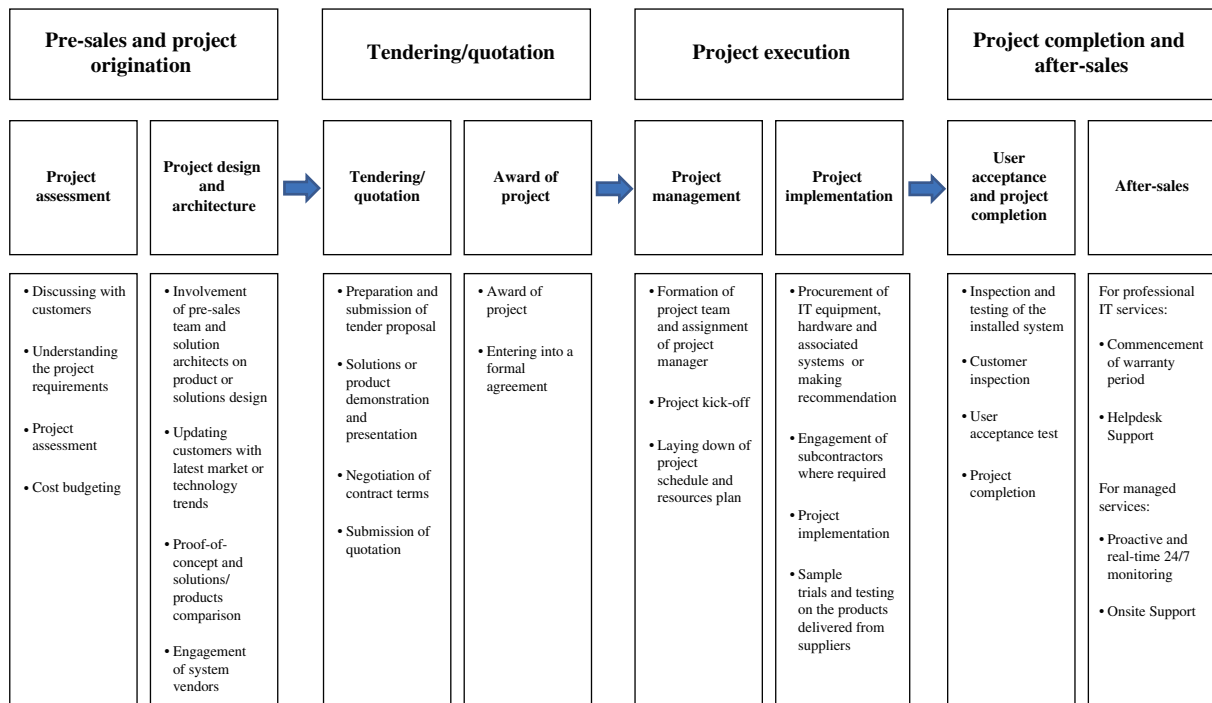 Pre-sales and project
origination
Tendering/quotation
Project execution
Project completion and
after-sales
Project
assessment
Project design
and
architecture
Tendering/
quotation
Award of
project
Project
management
Project
implementation
User
acceptance
and project
completion
After-sales
• Discussing with
customers
• Understanding
the project
requirements
• Project
assessment
• Cost budgeting
• Involvement
of pre-sales
team and
solution
architects on
product or
solutions design
• Updating
customers with
latest market or
technology
trends
• Proof-of-
concept and
solutions/
products
comparison
• Engagement
of system
vendors
• Preparation and
submission of
tender proposal
• Solutions or
product
demonstration
and
presentation
• Negotiation of
contract terms
• Submission of
quotation
• Award of
project
• Entering into a
formal
agreement
• Formation of
project team
and assignment
of project
manager
• Project kick-off
• Laying down of
project
schedule and
resources plan
• Procurement of
IT equipment,
hardware and
associated
systems or
making
recommendation
• Engagement of
subcontractors
where required
• Project
implementation
• Sample
trials and testing
on the products
delivered from
suppliers
• Inspection and
testing of the
installed system
• Customer
inspection
• User
acceptance test
• Project
completion
For professional
IT services:
• Commencement
of warranty
period
• Helpdesk
Support
For managed
services:
• Proactive and
real-time 24/7
monitoring
• Onsite Support